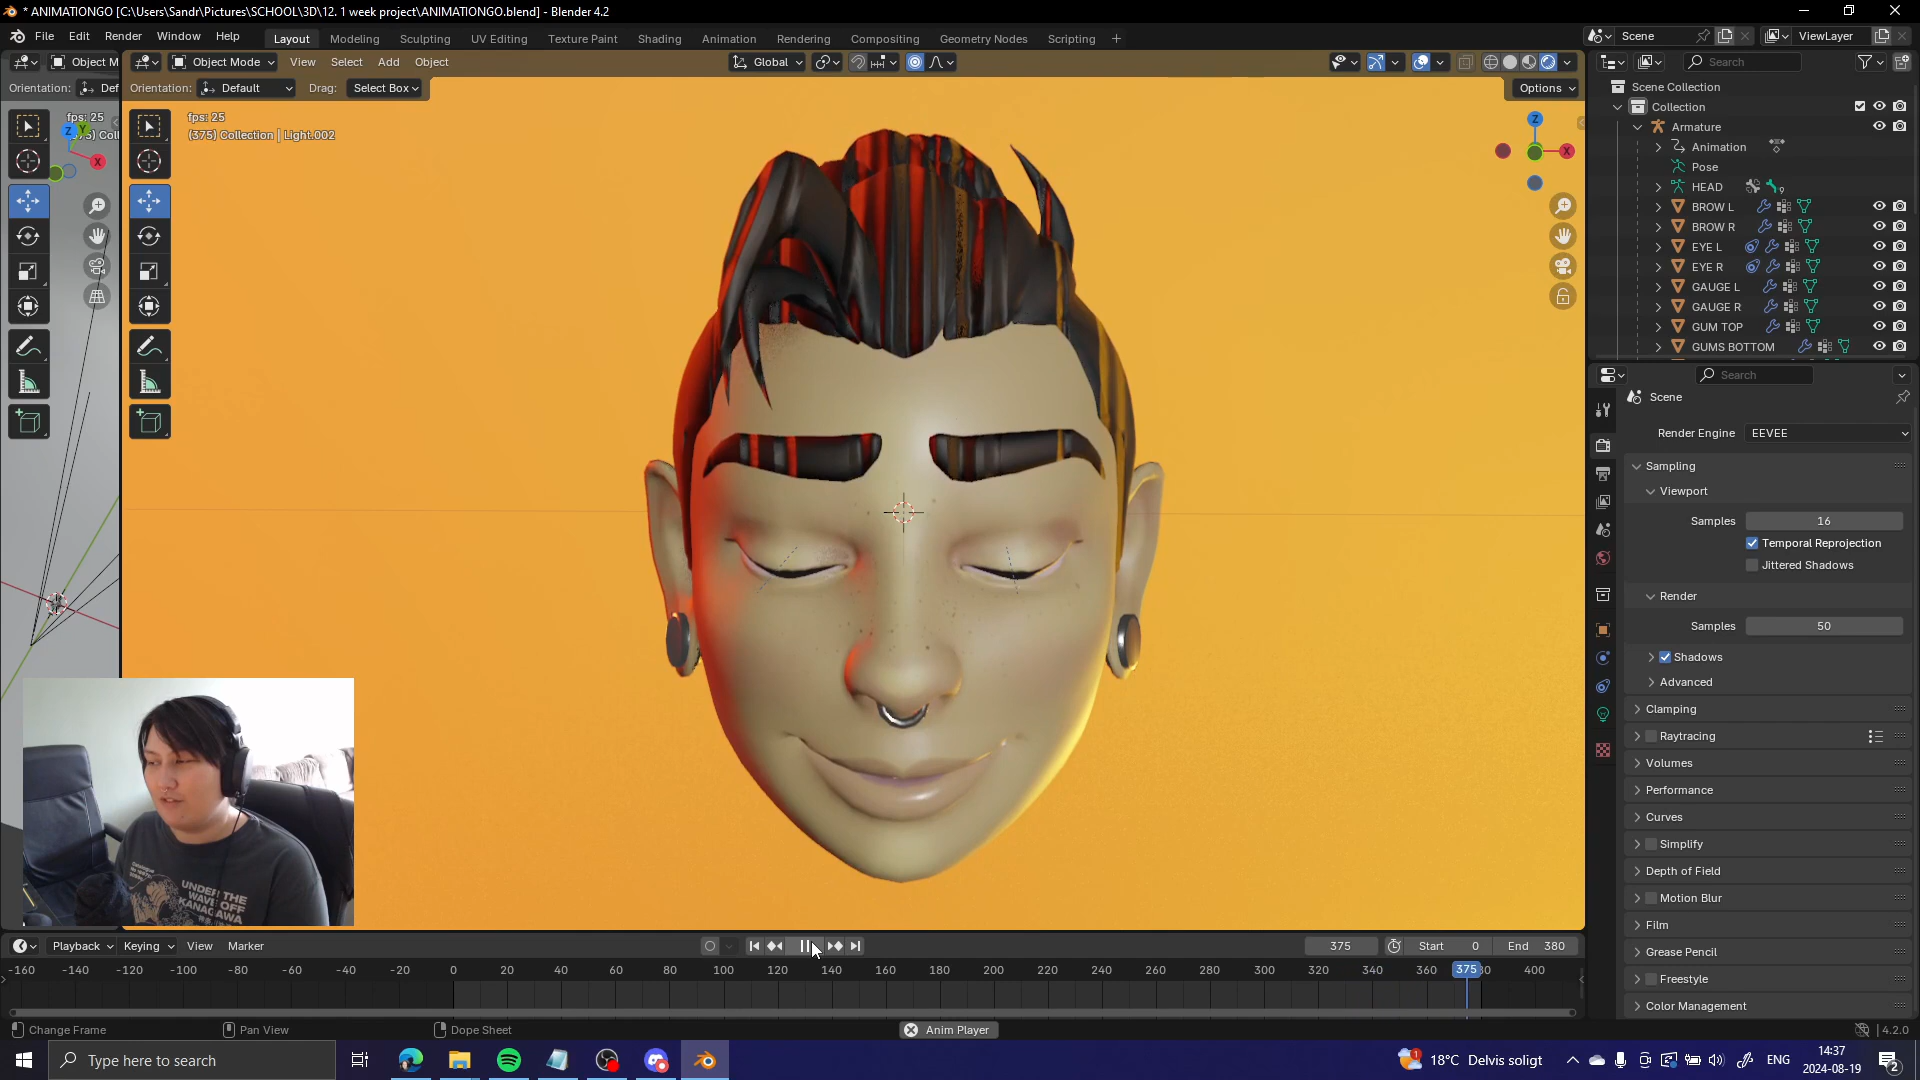 * ANIMATIONGO [C:\Users\Sandr\Pictures\SCHOOL\3D\12. 1 week project\ANIMATIONGO.blend] - Blender 4.2
File Edit Render Window Help
Layout Modeling Sculpting UV Editing Texture Paint Shading Animation Rendering Compositing Geometry Nodes Scripting +
Scene
ViewLayer
Object M
Object Mode View Select Add Object
Global
Search
Orientation: Def
Orientation: Default Drag: Select Box
Options
fps: 25
fps: 25
(375) Collection | Light.002
Z
Y
X
Z
X
Scene Collection
Collection
Armature
Animation
Pose
HEAD
9
BROW L
BROW R
EYE L
EYE R
GAUGE L
GAUGE R
GUM TOP
GUMS BOTTOM
Search
Scene
Render Engine EEVEE
Sampling
Viewport
Samples 16
Temporal Reprojection
Jittered Shadows
Render
Samples 50
Shadows
Advanced
Clamping
Raytracing
Volumes
Performance
Curves
Simplify
Depth of Field
Motion Blur
Film
Grease Pencil
Freestyle
Color Management
UNDER THE
WAVE OFF
KANAGAWA
Playback Keying View Marker
375 Start 0 End 380
-160 -140 -120 -100 -80 -60 -40 -20 0 20 40 60 80 100 120 140 160 180 200 220 240 260 280 300 320 340 360 375 400
Change Frame Pan View Dope Sheet Anim Player
4.2.0
Type here to search
1
18°C Delvis soligt
ENG
14:37
2024-08-19
2